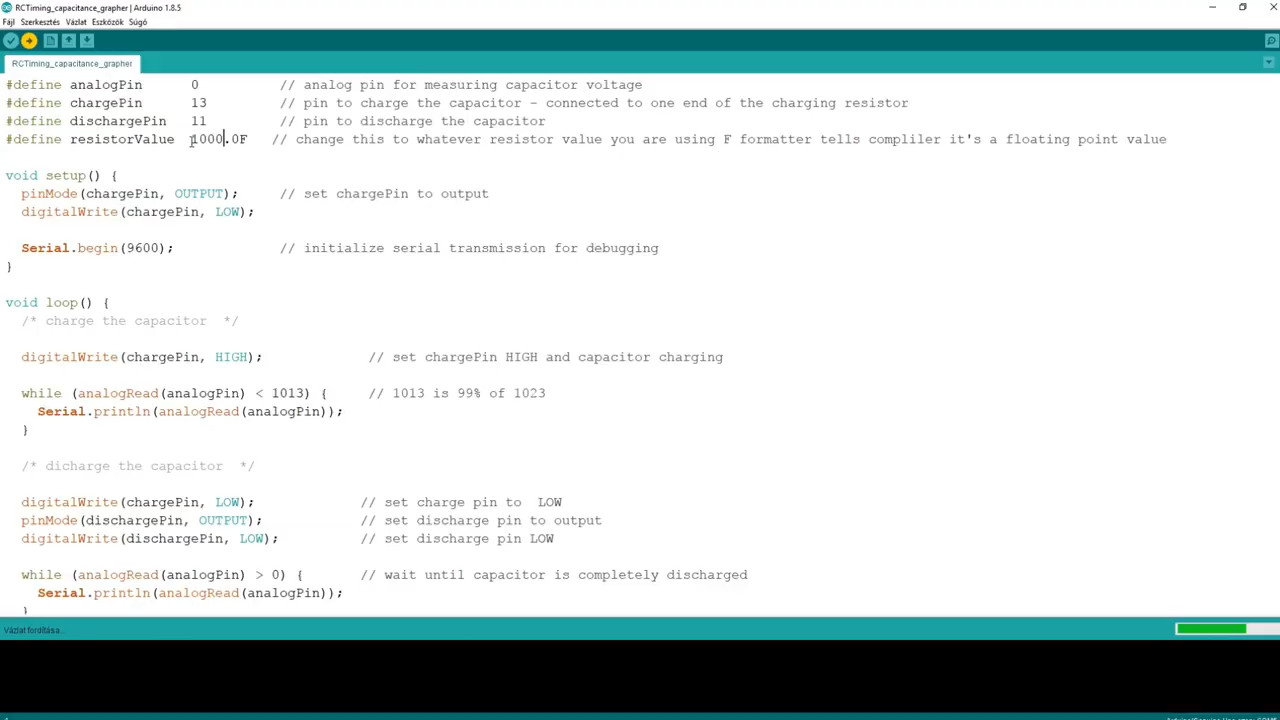 RCTiming_capacitance_grapher | Arduino 1.8.5
Fájl Szerkesztés Vázlat Eszközök Súgó
RCTiming_capacitance_grapher
#define analogPin 0 // analog pin for measuring capacitor voltage
#define chargePin 13 // pin to charge the capacitor - connected to one end of the charging resistor
#define dischargePin 11 // pin to discharge the capacitor
#define resistorValue 1000.0F // change this to whatever resistor value you are using F formatter tells compliler it's a floating point value
void setup() {
pinMode(chargePin, OUTPUT); // set chargePin to output
digitalWrite(chargePin, LOW);
Serial.begin(9600); // initialize serial transmission for debugging
}
void loop() {
/* charge the capacitor */
digitalWrite(chargePin, HIGH); // set chargePin HIGH and capacitor charging
while (analogRead(analogPin) < 1013) { // 1013 is 99% of 1023
Serial.println(analogRead(analogPin));
}
/* dicharge the capacitor */
digitalWrite(chargePin, LOW); // set charge pin to LOW
pinMode(dischargePin, OUTPUT); // set discharge pin to output
digitalWrite(dischargePin, LOW); // set discharge pin LOW
while (analogRead(analogPin) > 0) { // wait until capacitor is completely discharged
Serial.println(analogRead(analogPin));
}
Vázlat fordítása...